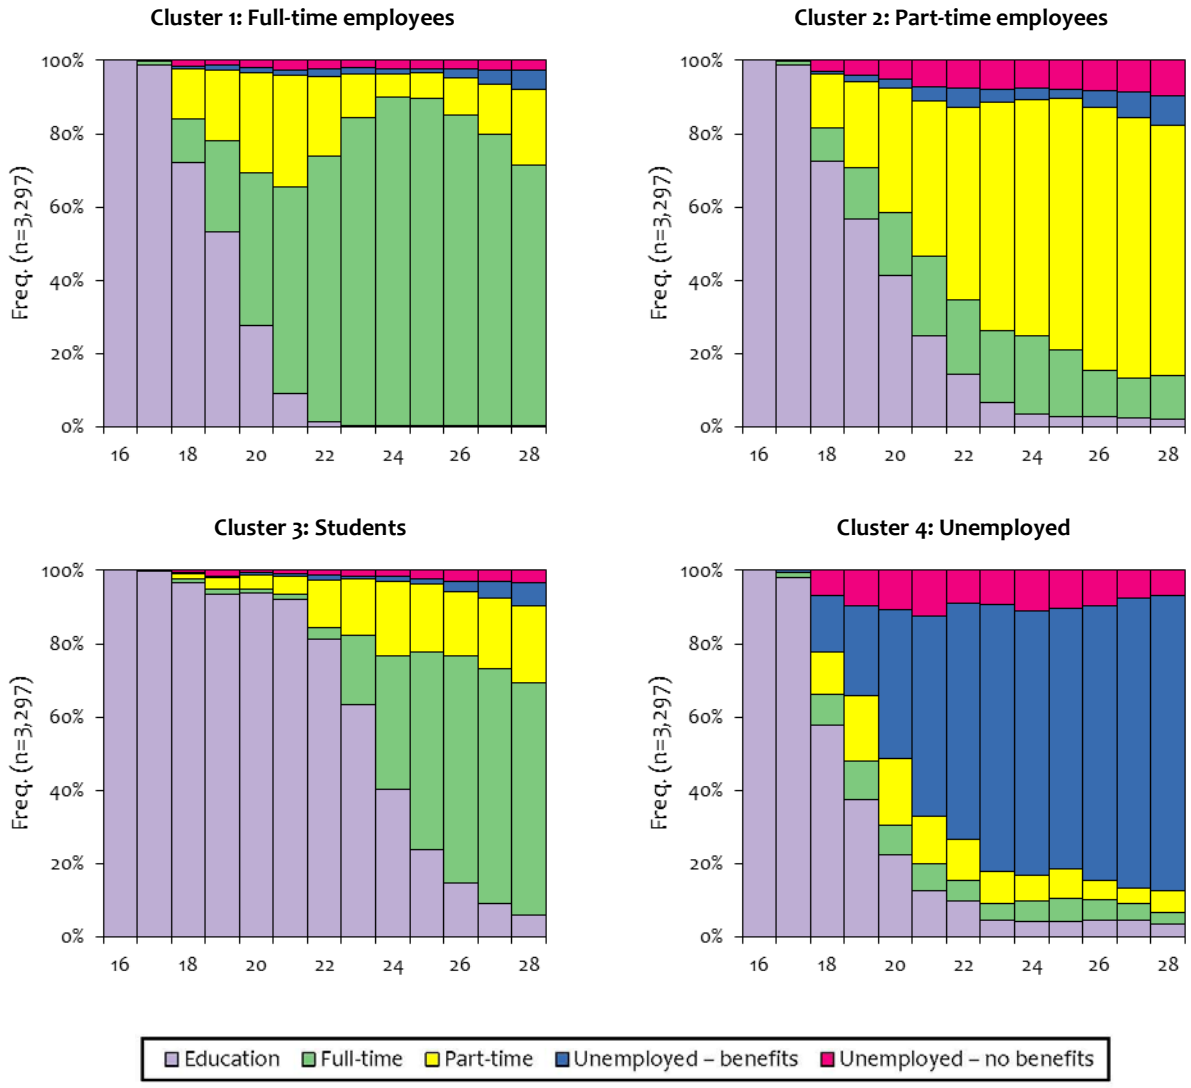 Cluster 1: Full-time employees
100%
80%
60%
40%
20%
0%
Freq. (n=3,297)
16 18 20 22 24 26 28
Cluster 2: Part-time employees
100%
80%
60%
40%
20%
0%
Freq. (n=3,297)
16 18 20 22 24 26 28
Cluster 3: Students
100%
80%
60%
40%
20%
0%
Freq. (n=3,297)
16 18 20 22 24 26 28
Cluster 4: Unemployed
100%
80%
60%
40%
20%
0%
Freq. (n=3,297)
16 18 20 22 24 26 28
Education Full-time Part-time Unemployed – benefits Unemployed – no benefits